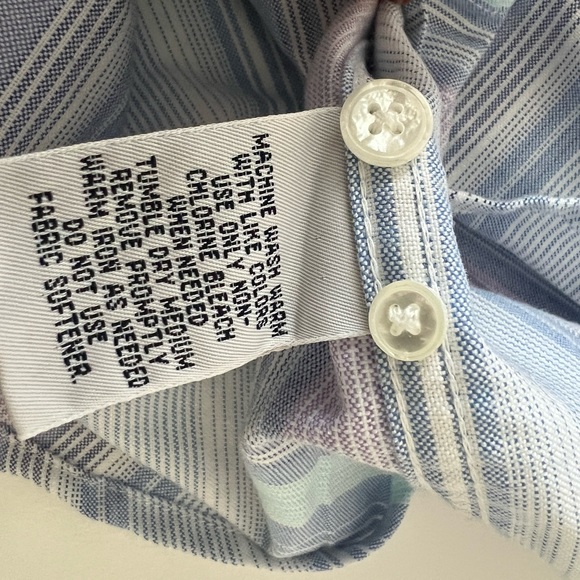 MACHINE WASH WARM
WITH LIKE COLORS
USE ONLY NON-
CHLORINE BLEACH
WHEN NEEDED
TUMBLE DRY MEDIUM
REMOVE PROMPTLY
WARM IRON AS NEEDED
DO NOT USE
FABRIC SOFTENER.